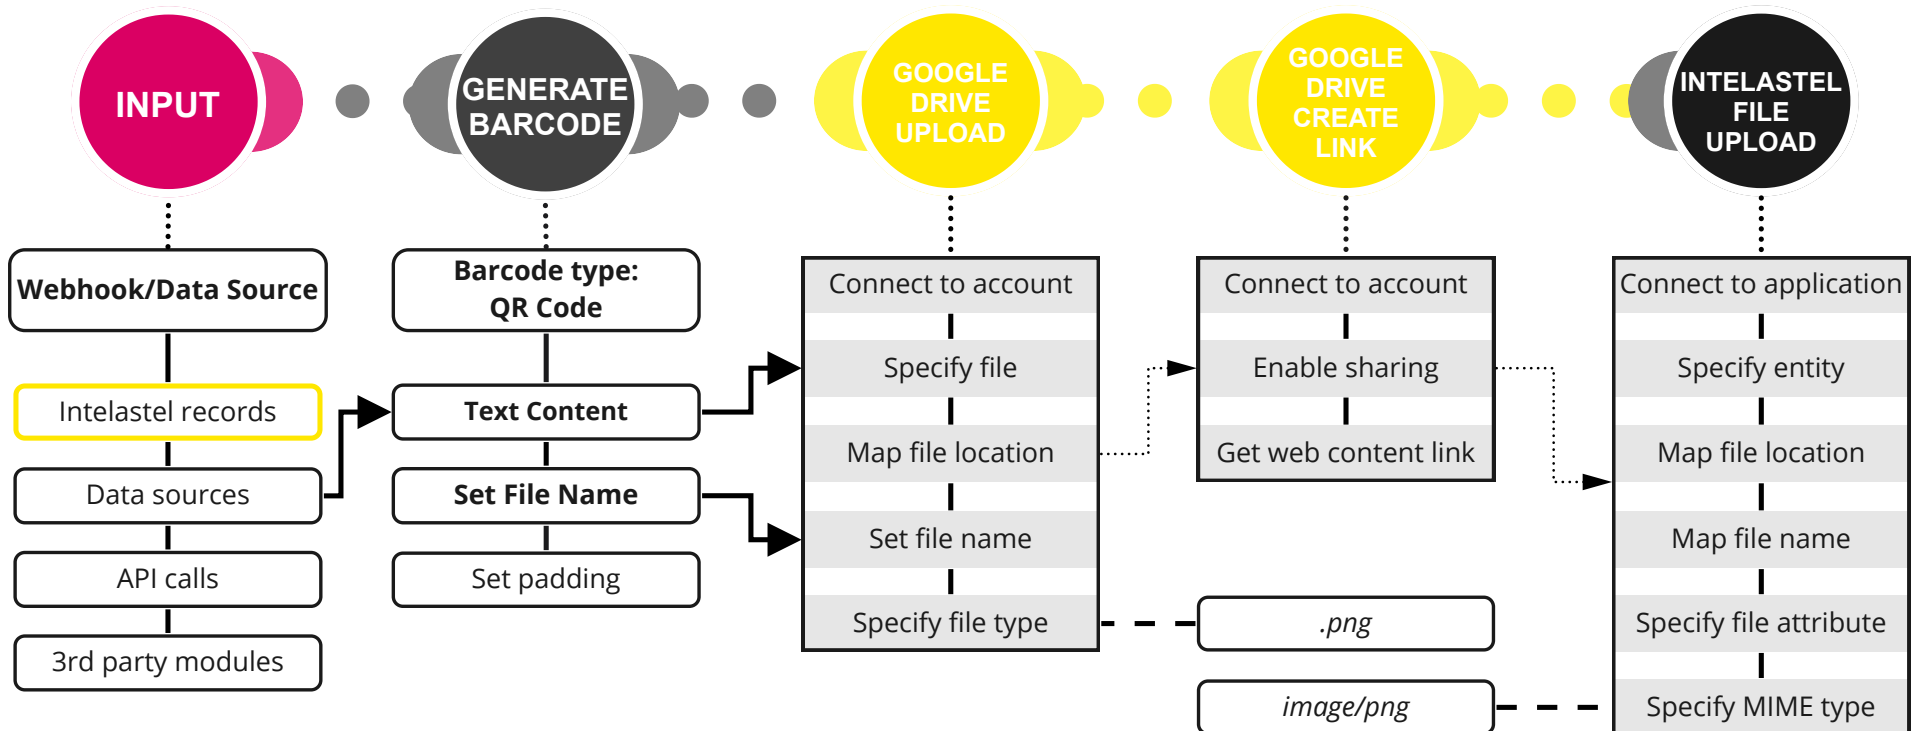 INPUT
GENERATE
BARCODE
GOOGLE
DRIVE
UPLOAD
GOOGLE
DRIVE
CREATE
LINK
INTELASTEL
FILE
UPLOAD
Webhook/Data Source
Intelastel records
Data sources
API calls
3rd party modules
Barcode type:
QR Code
Text Content
Set File Name
Set padding
Connect to account
Specify file
Map file location
Set file name
Specify file type
Connect to account
Enable sharing
Get web content link
.png
image/png
Connect to application
Specify entity
Map file location
Map file name
Specify file attribute
Specify MIME type